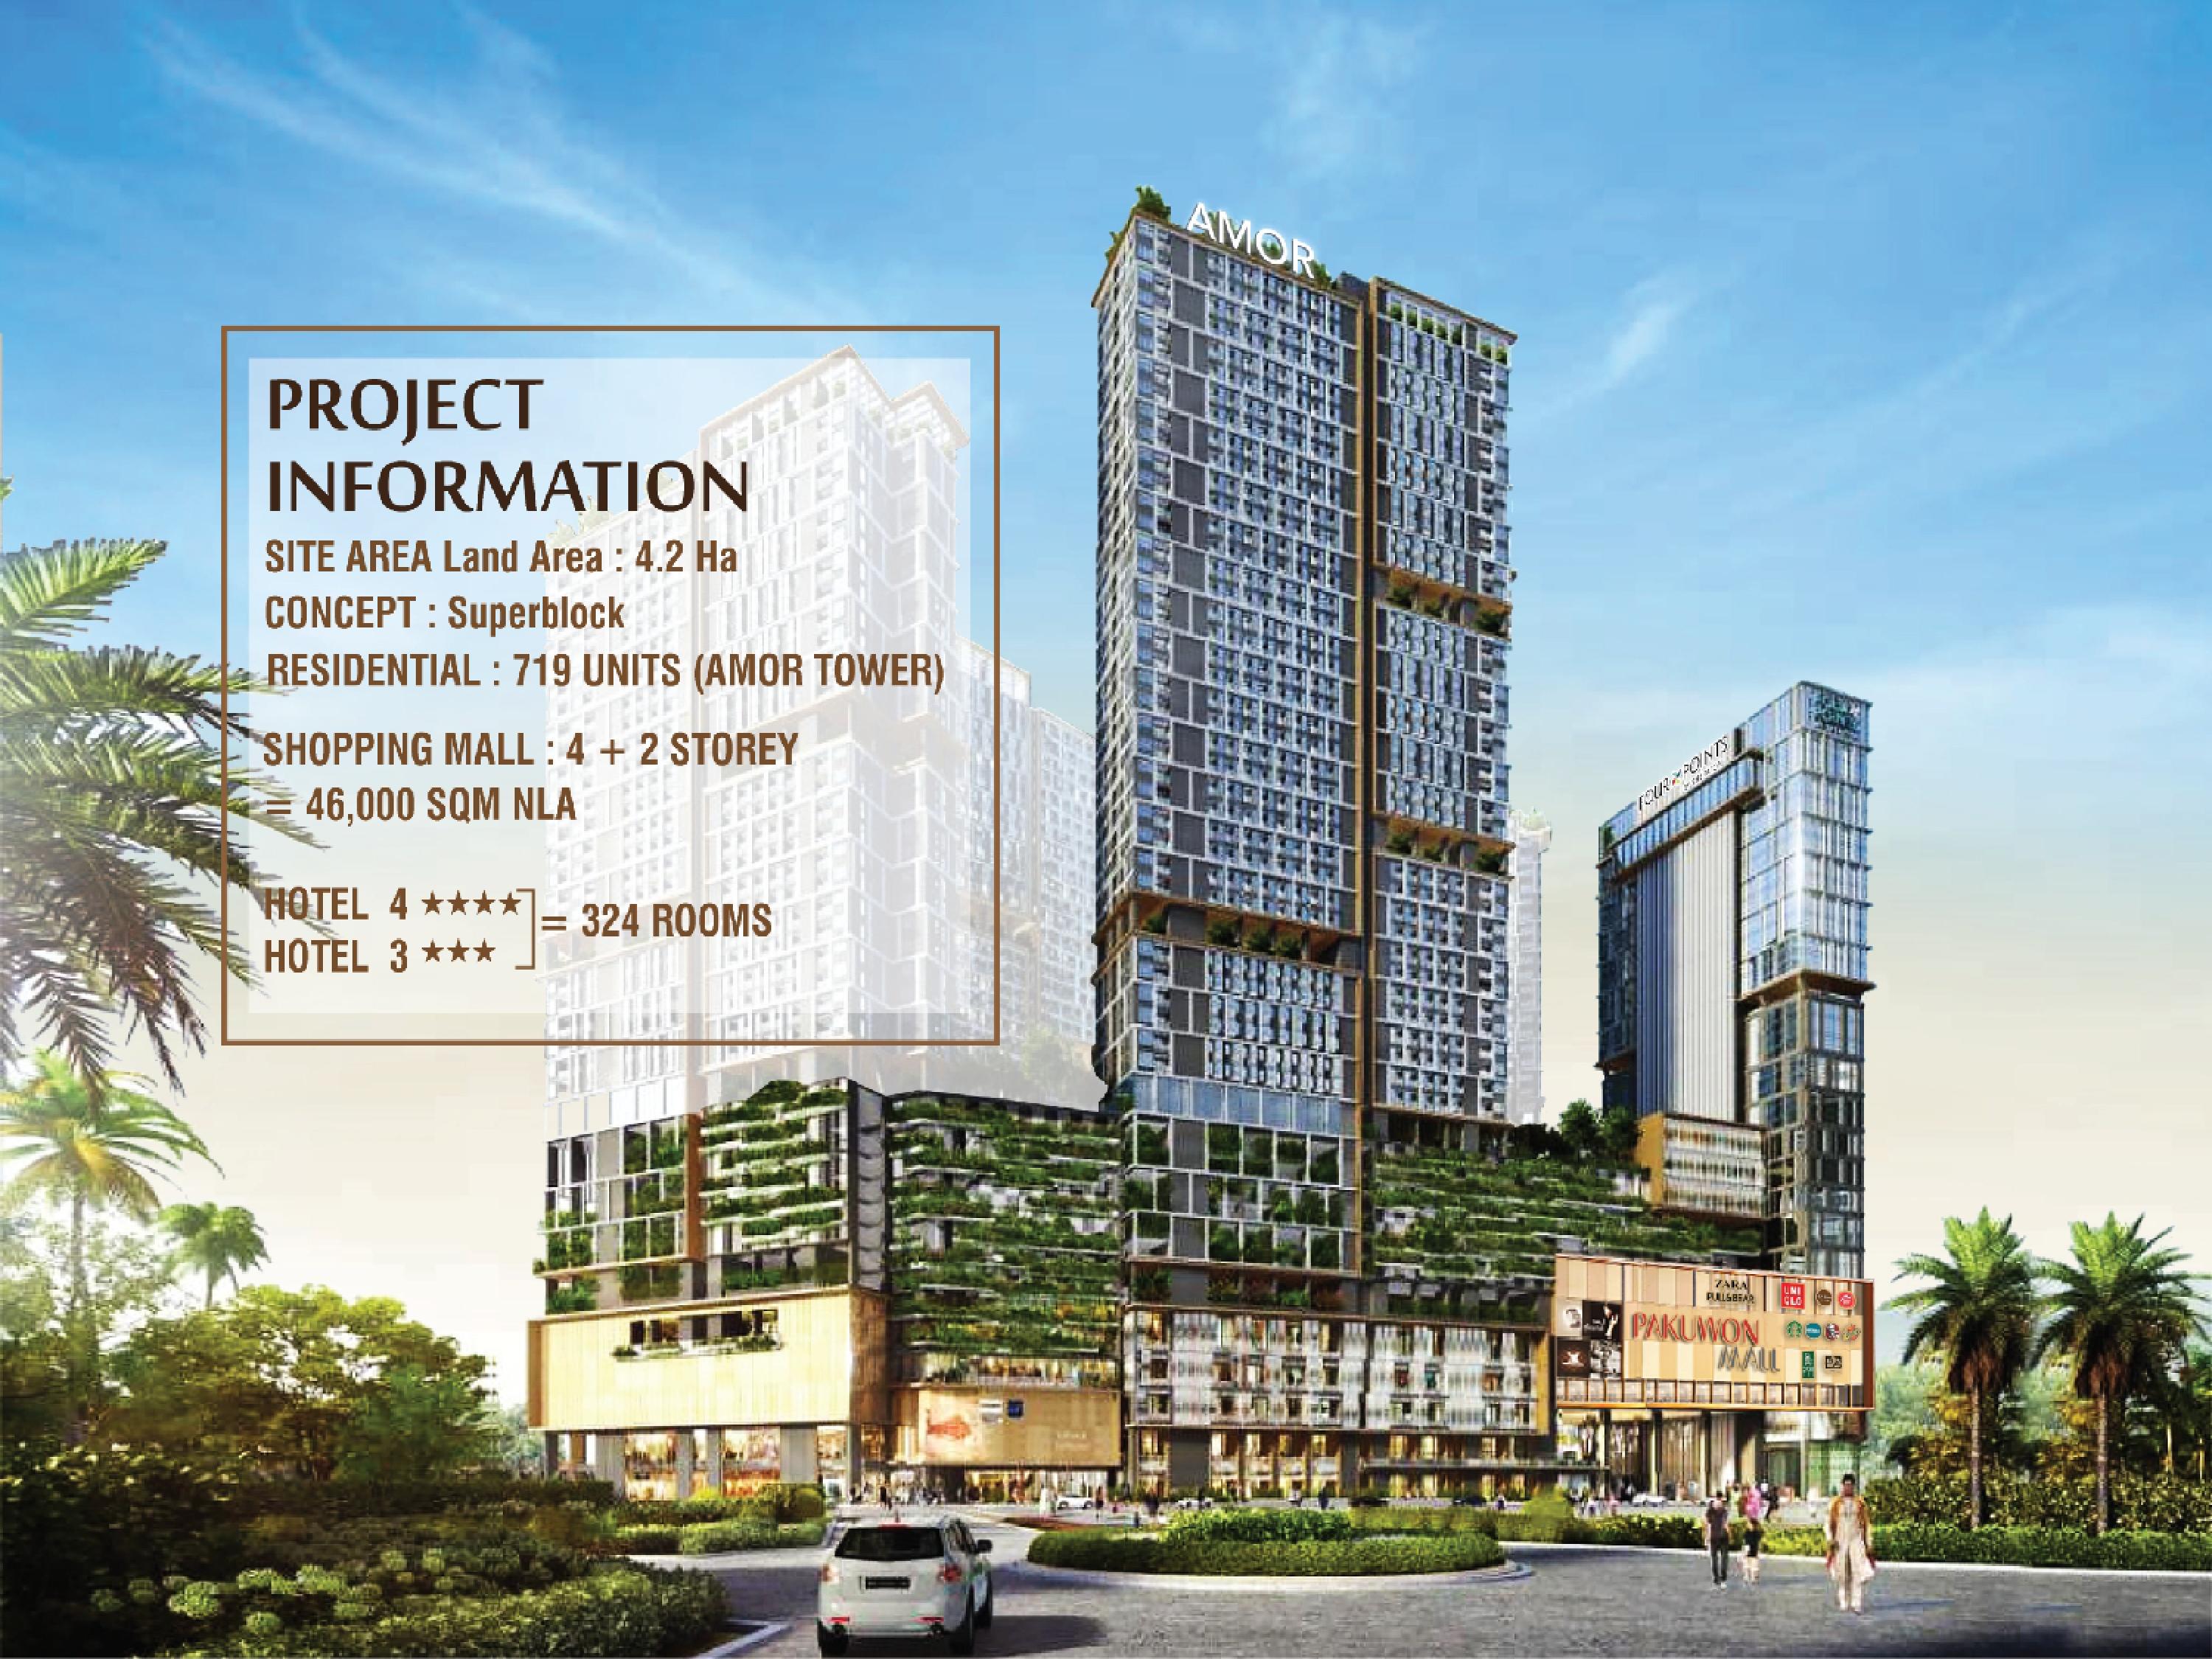 AMOR
PROJECT
INFORMATION
SITE AREA Land Area : 4.2 Ha
CONCEPT : Superblock
RESIDENTIAL : 719 UNITS (AMOR TOWER)
SHOPPING MALL : 4 + 2 STOREY
= 46,000 SQM NLA
HOTEL 4 ★★★★
HOTEL 3 ★★★
= 324 ROOMS
FOUR POINTS
ZARA
PULL&BEAR
UNI
QLO
PAKUWON
MALL